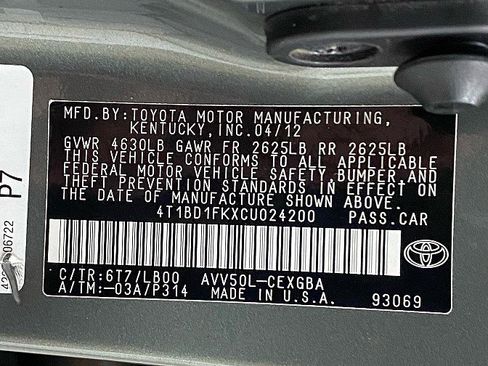 MFD.BY:TOYOTA MOTOR MANUFACTURING,
KENTUCKY, INC.04/12
GVWR 4630LB GAWR FR 2625LB RR 2625LB
THIS VEHICLE CONFORMS TO ALL APPLICABLE
FEDERAL MOTOR VEHICLE SAFETY,BUMPER,AND
THEFT PREVENTION STANDARDS IN EFFECT ON
THE DATE OF MANUFACTURE SHOWN ABOVE.
4T1BD1FKXCU024200 PASS.CAR
C/TR:6T7/LB00 AVV50L-CEXGBA
A/TM:-03A/P314 MADE IN U.S.A. 93069
P7